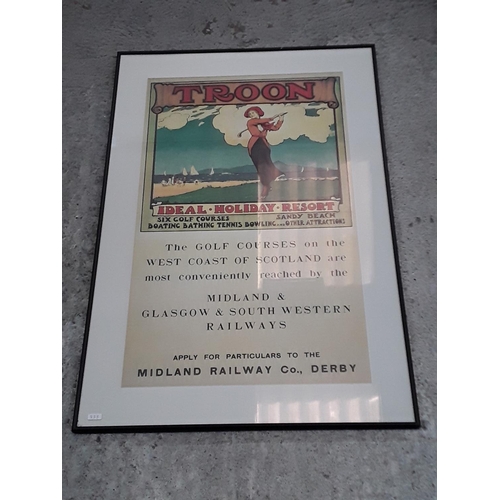 TROON
IDEAL · HOLIDAY · RESORT
SIX GOLF COURSES SANDY BEACH
BOATING BATHING TENNIS BOWLING... OTHER ATTRACTIONS
The GOLF COURSES on the
WEST COAST OF SCOTLAND are
most conveniently reached by the
MIDLAND &
GLASGOW & SOUTH WESTERN
RAILWAYS
APPLY FOR PARTICULARS TO THE
MIDLAND RAILWAY Co., DERBY